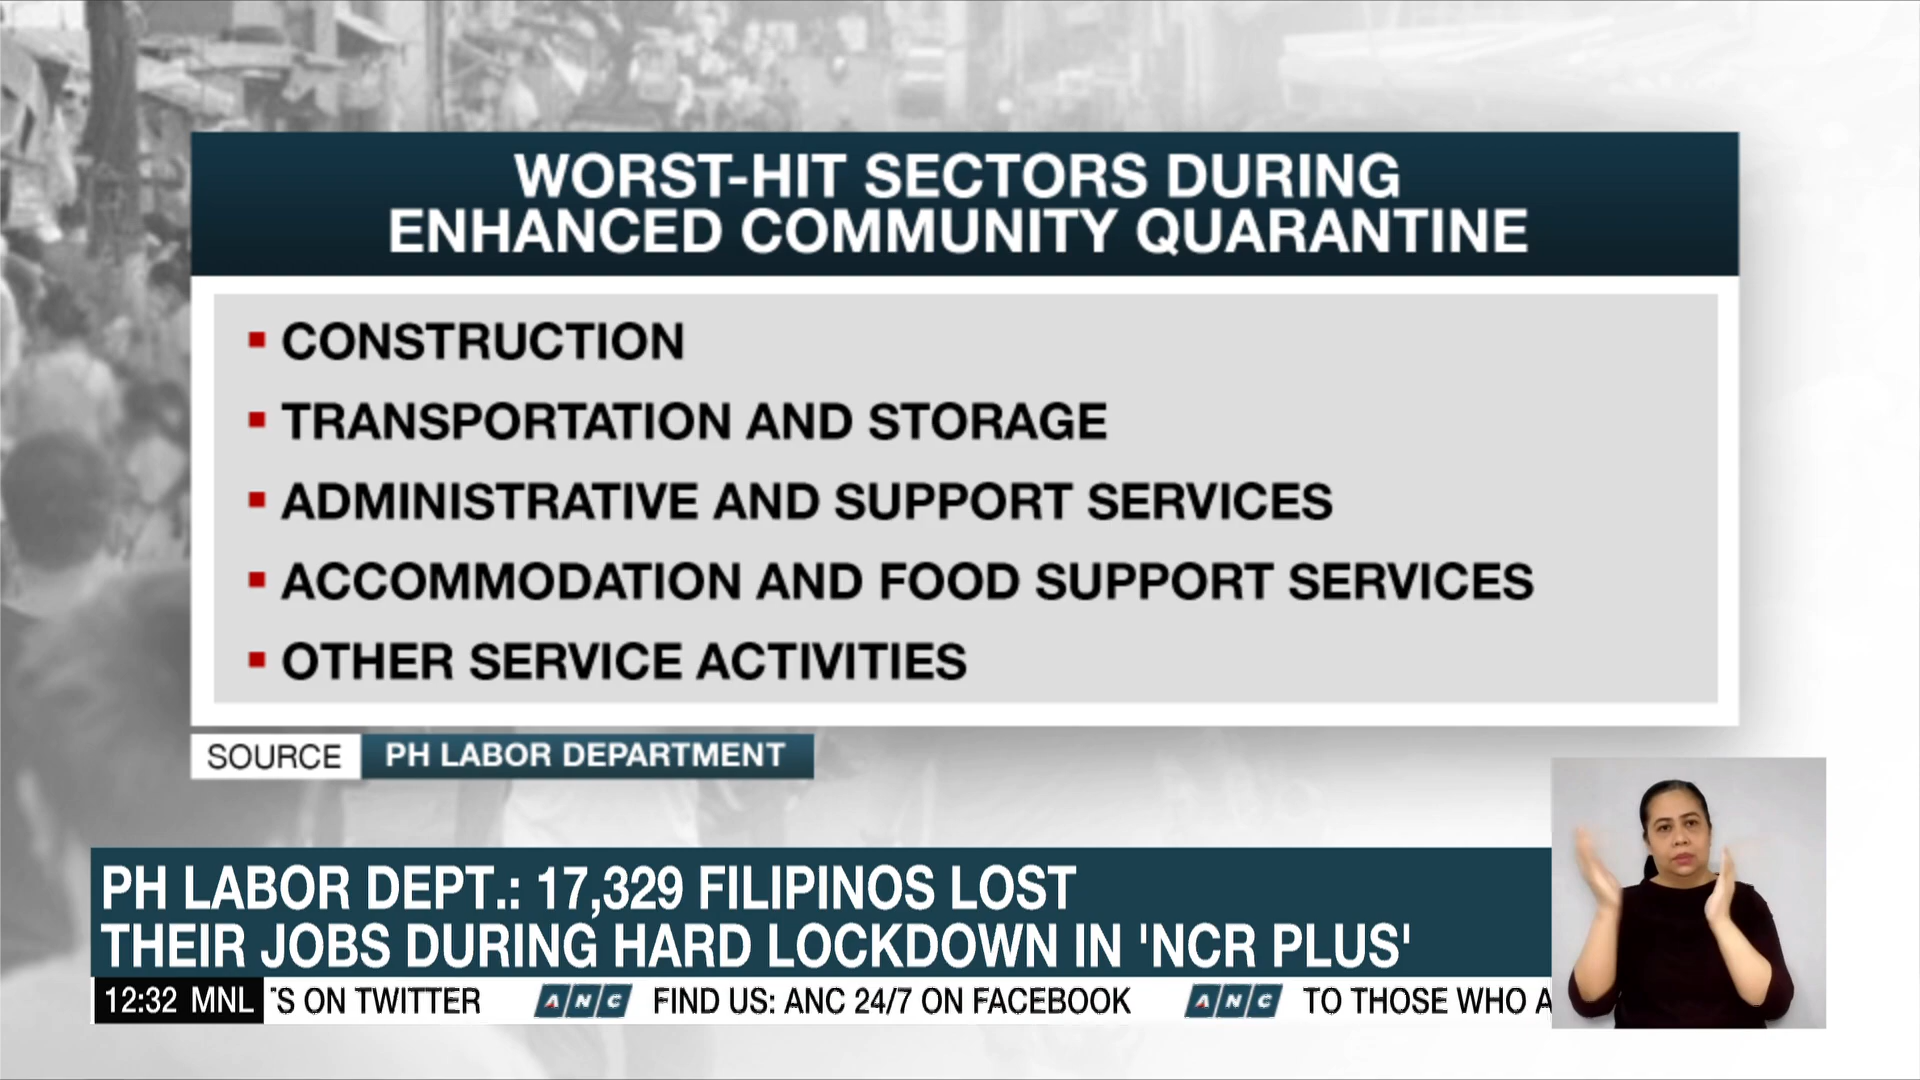 WORST-HIT SECTORS DURING
ENHANCED COMMUNITY QUARANTINE
CONSTRUCTION
TRANSPORTATION AND STORAGE
ADMINISTRATIVE AND SUPPORT SERVICES
ACCOMMODATION AND FOOD SUPPORT SERVICES
OTHER SERVICE ACTIVITIES
SOURCE PH LABOR DEPARTMENT
PH LABOR DEPT.: 17,329 FILIPINOS LOST
THEIR JOBS DURING HARD LOCKDOWN IN 'NCR PLUS'
12:32 MNL 'S ON TWITTER ANC FIND US: ANC 24/7 ON FACEBOOK ANC TO THOSE WHO A